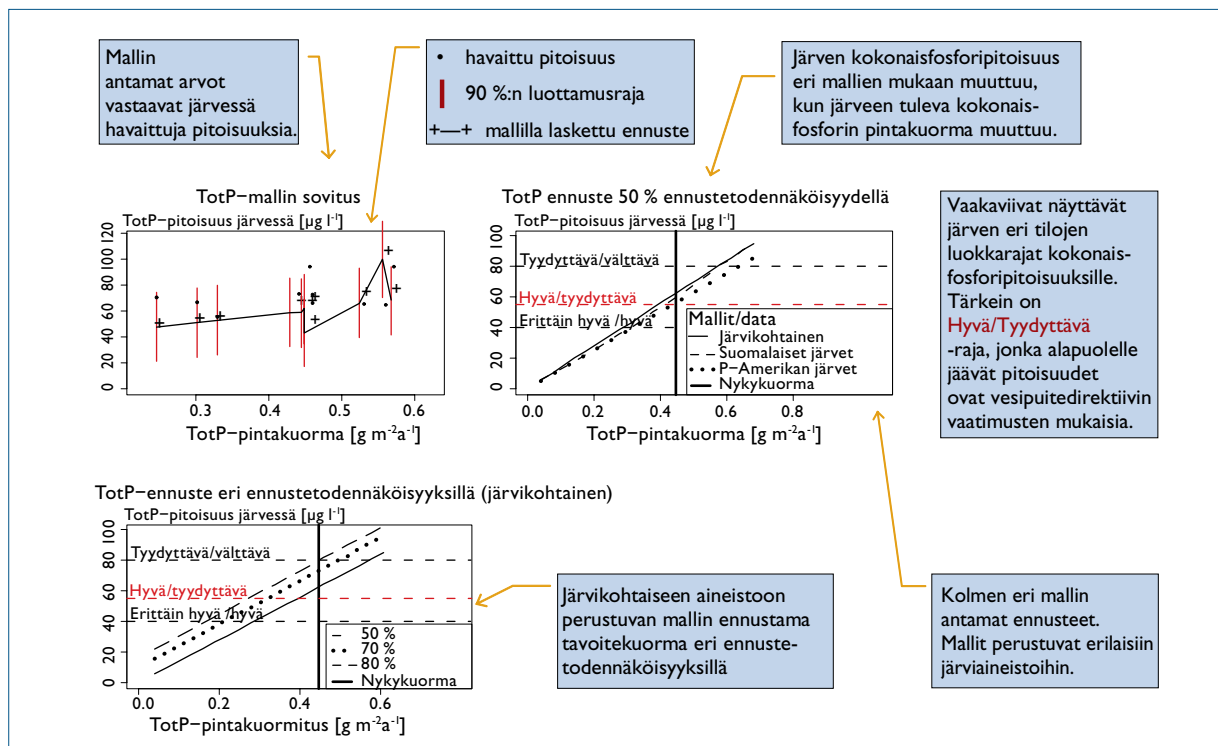 Mallin
antamat arvot
vastaavat järvessä
havaittuja pitoisuuksia.
havaittu pitoisuus
90 %:n luottamusraja
+—+ mallilla laskettu ennuste
Järven kokonaisfosforipitoisuus
eri mallien mukaan muuttuu,
kun järveen tuleva kokonais-
fosforin pintakuorma muuttuu.
TotP–mallin sovitus
TotP–pitoisuus järvessä [µg l⁻¹]
120
100
80
60
40
20
0
0.3
0.4
0.5
0.6
TotP–pintakuorma [g m⁻²a⁻¹]
TotP ennuste 50 % ennustetodennäköisyydellä
TotP–pitoisuus järvessä [µg l⁻¹]
100
80
60
40
20
0
Tyydyttävä/välttävä
Hyvä/tyydyttävä
Erittäin hyvä /hyvä
Mallit/data
Järvikohtainen
Suomalaiset järvet
P–Amerikan järvet
Nykykuorma
0.0
0.2
0.4
0.6
0.8
TotP–pintakuorma [g m⁻²a⁻¹]
Vaakaviivat näyttävät
järven eri tilojen
luokkarajat kokonais-
fosforipitoisuuksille.
Tärkein on
Hyvä/Tyydyttävä
-raja, jonka alapuolelle
jäävät pitoisuudet
ovat vesipuitedirektiivin
vaatimusten mukaisia.
TotP–ennuste eri ennustetodennäköisyyksillä (järvikohtainen)
TotP–pitoisuus järvessä [µg l⁻¹]
100
80
60
40
20
0
Tyydyttävä/välttävä
Hyvä/tyydyttävä
Erittäin hyvä /hyvä
50 %
70 %
80 %
Nykykuorma
0.0
0.2
0.4
0.6
TotP–pintakuormitus [g m⁻²a⁻¹]
Järvikohtaiseen aineistoon
perustuvan mallin ennustama
tavoitekuorma eri ennuste-
todennäköisyyksillä
Kolmen eri mallin
antamat ennusteet.
Mallit perustuvat erilaisiin
järviaineistoihin.